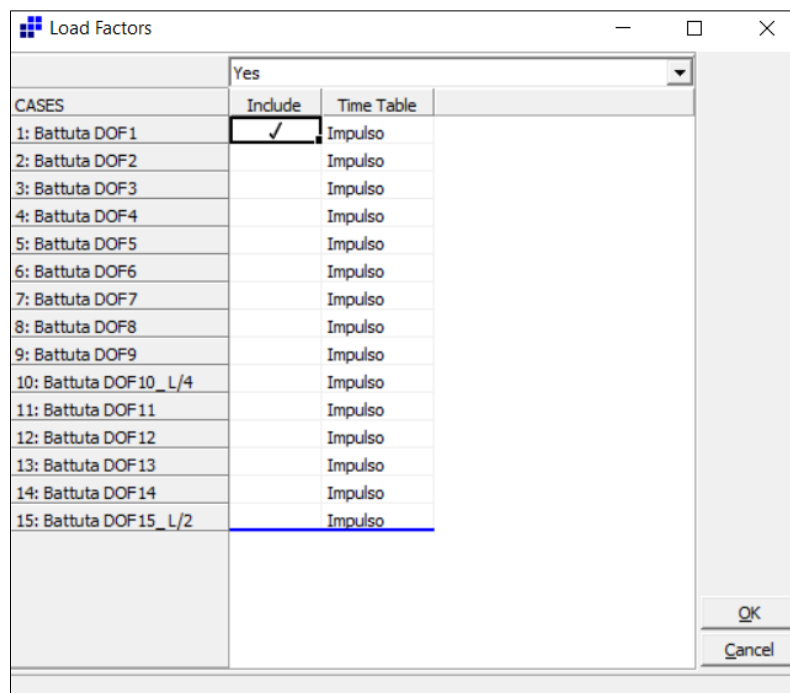 Load Factors
Yes
CASES Include Time Table
1: Battuta DOF1 ✓ Impulso
2: Battuta DOF2 Impulso
3: Battuta DOF3 Impulso
4: Battuta DOF4 Impulso
5: Battuta DOF5 Impulso
6: Battuta DOF6 Impulso
7: Battuta DOF7 Impulso
8: Battuta DOF8 Impulso
9: Battuta DOF9 Impulso
10: Battuta DOF10_L/4 Impulso
11: Battuta DOF11 Impulso
12: Battuta DOF12 Impulso
13: Battuta DOF13 Impulso
14: Battuta DOF14 Impulso
15: Battuta DOF15_L/2 Impulso
OK
Cancel